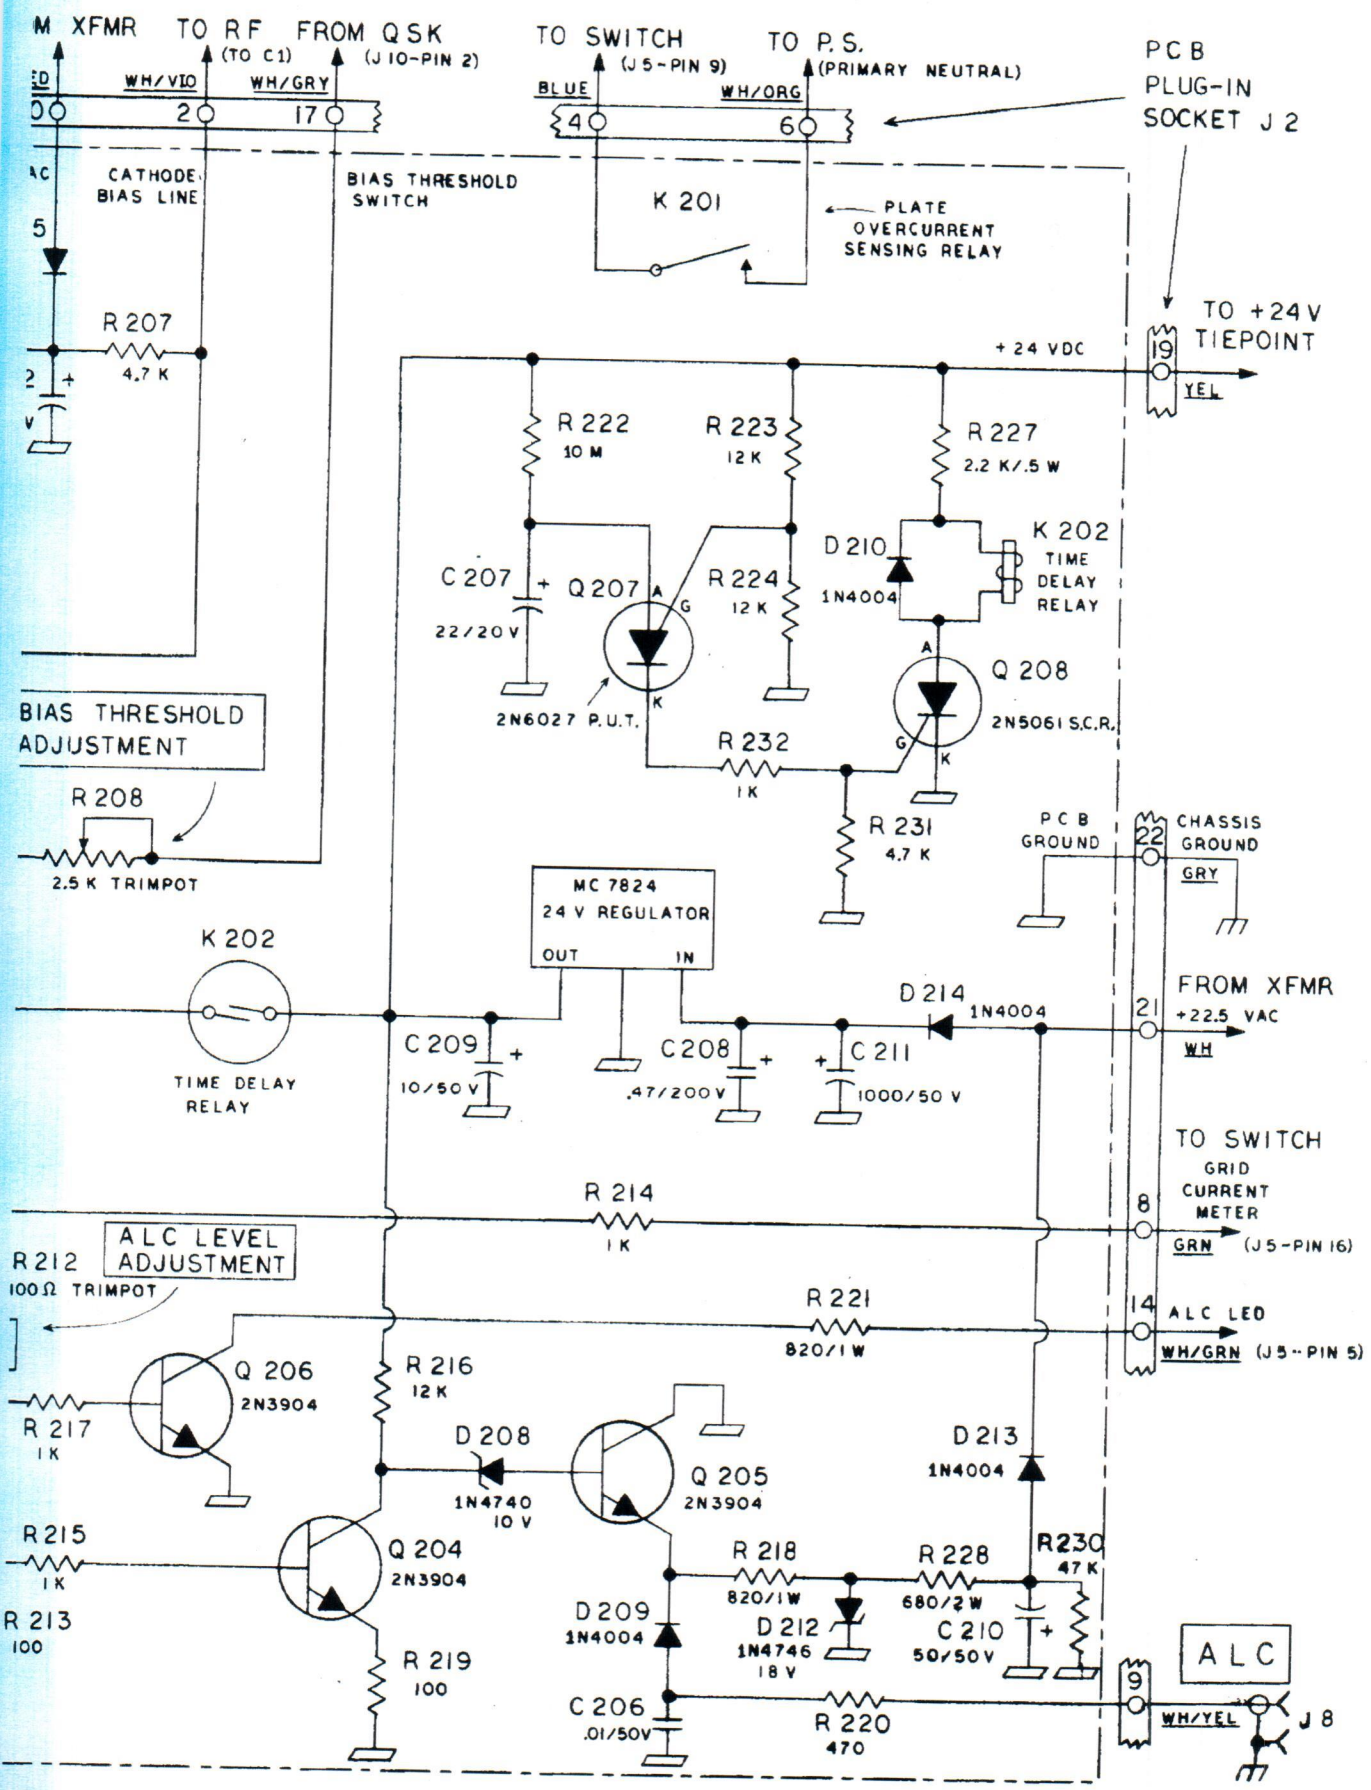 M XFMR
TO RF
(TO C1)
FROM QSK
(J10-PIN 2)
TO SWITCH
(J5-PIN 9)
TO P.S.
(PRIMARY NEUTRAL)
PCB
PLUG-IN
SOCKET J2
WH/VIO
WH/GRY
BLUE
WH/ORG
2
17
4
6
CATHODE
BIAS LINE
BIAS THRESHOLD
SWITCH
K 201
PLATE
OVERCURRENT
SENSING RELAY
5
R 207
4.7 K
2
+
V
+ 24 VDC
19
TO +24V
TIEPOINT
YEL
R 222
10 M
R 223
12 K
R 227
2.2 K/.5 W
C 207
+
22/20 V
Q 207
A
G
K
2N6027 P.U.T.
R 224
12 K
D 210
1N4004
K 202
TIME
DELAY
RELAY
A
G
K
Q 208
2N5061 S.C.R.
BIAS THRESHOLD
ADJUSTMENT
R 208
2.5 K TRIMPOT
R 232
1K
R 231
4.7 K
PCB
GROUND
22
CHASSIS
GROUND
GRY
MC 7824
24 V REGULATOR
OUT
IN
K 202
TIME DELAY
RELAY
C 209
+
10/50 V
C 208
+
.47/200 V
+
C 211
1000/50 V
D 214
1N4004
21
FROM XFMR
+22.5 VAC
WH
R 214
1 K
8
TO SWITCH
GRID
CURRENT
METER
GRN
(J5-PIN 16)
R 212
100Ω TRIMPOT
ALC LEVEL
ADJUSTMENT
R 221
820/1 W
14
ALC LED
WH/GRN (J5-PIN 5)
Q 206
2N3904
R 217
1 K
R 216
12 K
D 208
1N4740
10 V
Q 205
2N3904
D 213
1N4004
R 215
1K
Q 204
2N3904
R 213
100
R 219
100
R 218
820/1W
R 228
680/2 W
R 230
47 K
D 209
1N4004
D 212
1N4746
18 V
C 210
+
50/50V
C 206
.01/50V
R 220
470
9
WH/YEL
ALC
J 8